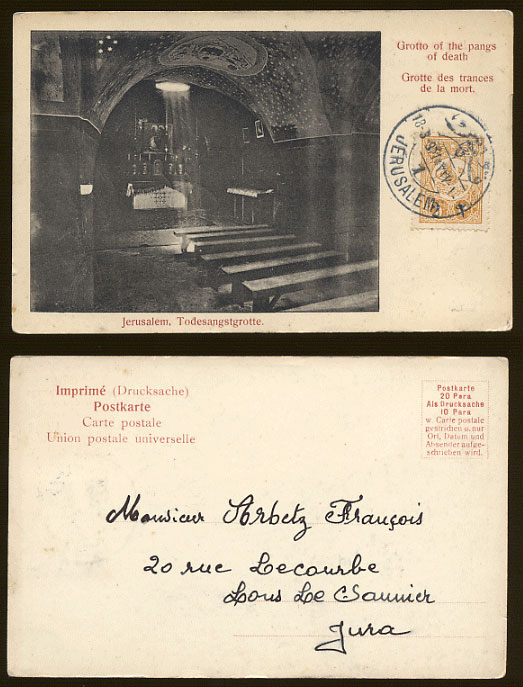 Grotto of the pangs
of death
Grotte des trances
de la mort.
JERUSALEM
Jerusalem, Todesangstgrotte.
Imprimé (Drucksache)
Postkarte
Carte postale
Union postale universelle
Postkarte
20 Para
Als Drucksache
10 Para
w. Carte postale
gestrichen u. nur
Ort, Datum und
Absender aufge-
schrieben wird.
Monsieur Arbetz François
20 rue Lecourbe
Lons Le Saunier
Jura